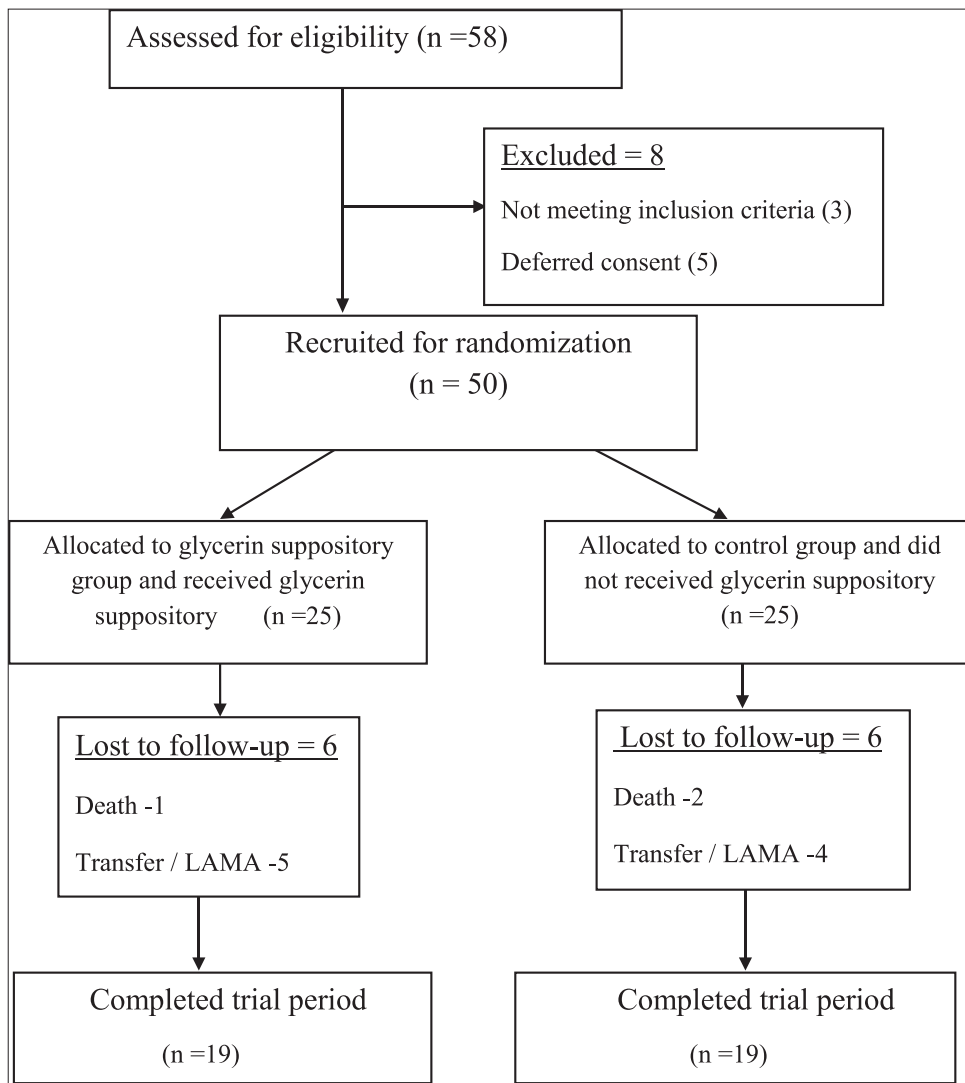 Assessed for eligibility (n =58)
Excluded = 8
Not meeting inclusion criteria (3)
Deferred consent (5)
Recruited for randomization
(n = 50)
Allocated to glycerin suppository
group and received glycerin
suppository (n =25)
Allocated to control group and did
not received glycerin suppository
(n =25)
Lost to follow-up = 6
Death -1
Transfer / LAMA -5
Lost to follow-up = 6
Death -2
Transfer / LAMA -4
Completed trial period
(n =19)
Completed trial period
(n =19)